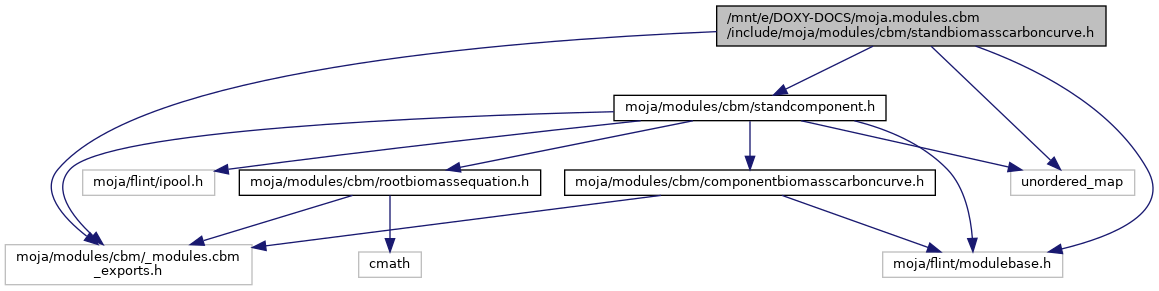 /mnt/e/DOXY-DOCS/moja.modules.cbm
/include/moja/modules/cbm/standbiomasscarboncurve.h
moja/modules/cbm/standcomponent.h
moja/flint/ipool.h
moja/modules/cbm/rootbiomassequation.h
moja/modules/cbm/componentbiomasscarboncurve.h
unordered_map
moja/modules/cbm/_modules.cbm
_exports.h
cmath
moja/flint/modulebase.h